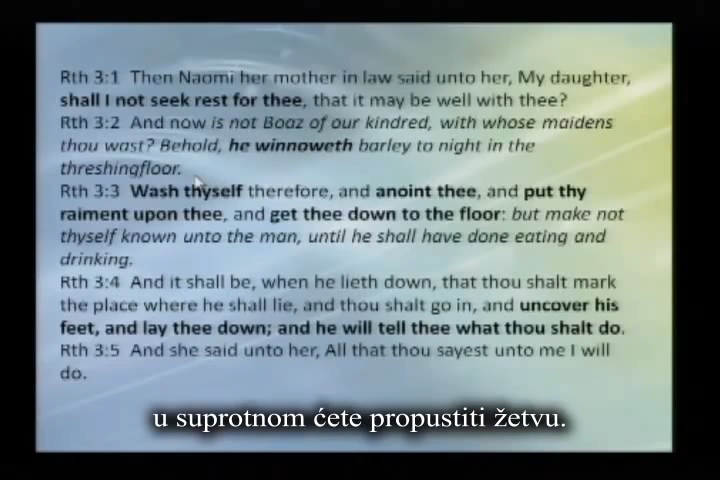 Rth 3:1 Then Naomi her mother in law said unto her, My daughter,
shall I not seek rest for thee, that it may be well with thee?
Rth 3:2 And now is not Boaz of our kindred, with whose maidens
thou wast? Behold, he winnoweth barley to night in the
threshingfloor.
Rth 3:3 Wash thyself therefore, and anoint thee, and put thy
raiment upon thee, and get thee down to the floor: but make not
thyself known unto the man, until he shall have done eating and
drinking.
Rth 3:4 And it shall be, when he lieth down, that thou shalt mark
the place where he shall lie, and thou shalt go in, and uncover his
feet, and lay thee down; and he will tell thee what thou shalt do.
Rth 3:5 And she said unto her, All that thou sayest unto me I will
do.
u suprotnom ćete propustiti žetvu.